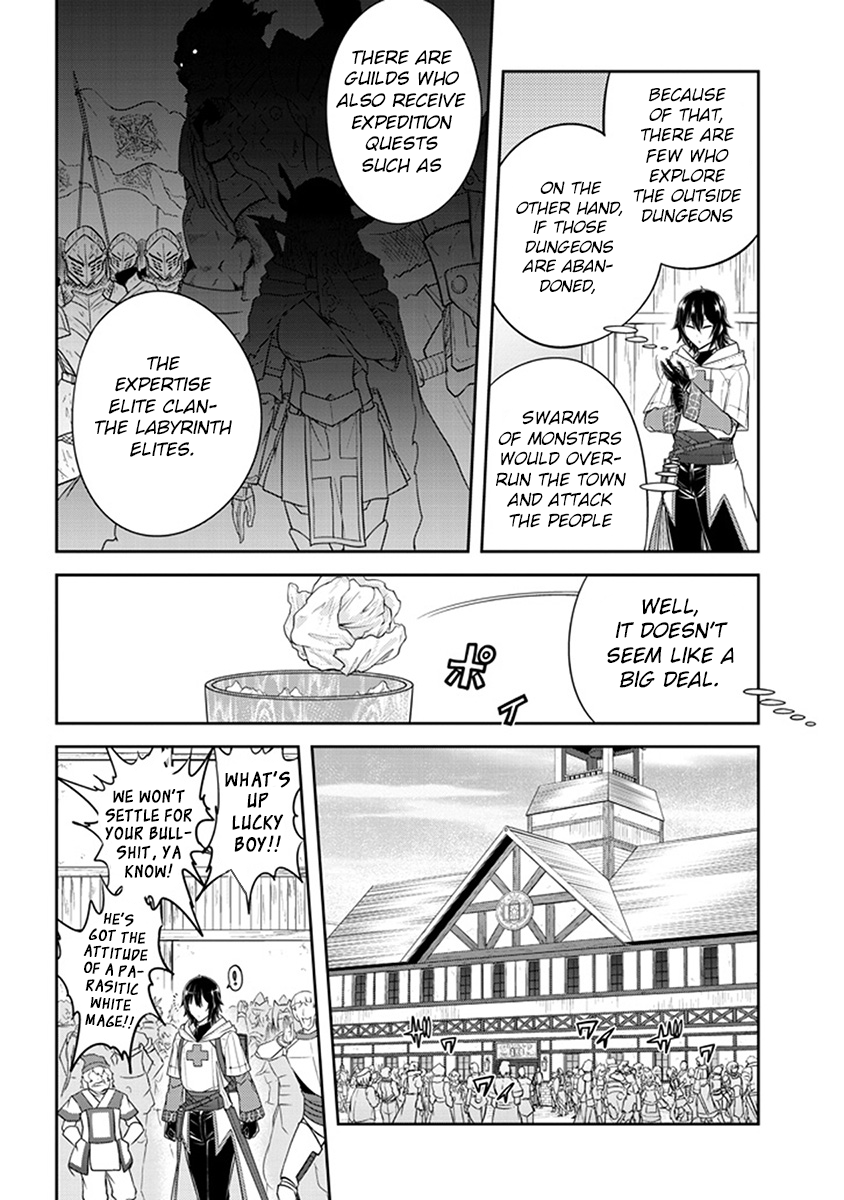 BECAUSE
OF THAT,
THERE ARE
FEW WHO
EXPLORE
THE OUTSIDE
DUNGEONS
ON THE
OTHER HAND,
IF THOSE
DUNGEONS
ARE ABAN-
DONED,
SWARMS
OF MONSTERS
WOULD OVER-
RUN THE TOWN
AND ATTACK
THE PEOPLE
THERE ARE
GUILDS WHO
ALSO RECEIVE
EXPEDITION
QUESTS
SUCH AS
THE
EXPERTISE
ELITE CLAN-
THE LABYRINTH
ELITES.
WELL,
IT DOESN'T
SEEM LIKE A
BIG DEAL.
ポイ
ワイ
ワイ
WHAT'S
UP
LUCKY
BOY!!
WE WON'T
SETTLE FOR
YOUR BULL-
SHIT, YA
KNOW!
HE'S
GOT THE
ATTITUDE
OF A PA-
RASITIC
WHITE
MAGE!!